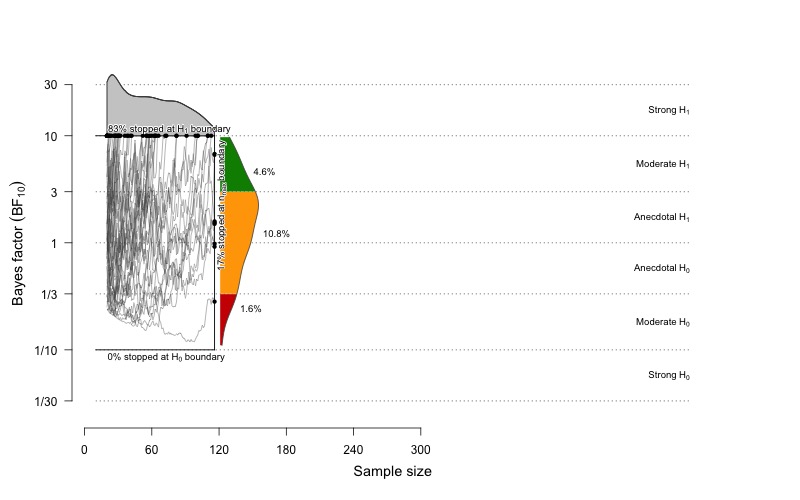 30
Strong H₁
83% stopped at H₁ boundary
10
Moderate H₁
4.6%
3
Anecdotal H₁
17% stopped at nmax boundary
10.8%
1
Anecdotal H₀
1/3
1.6%
Moderate H₀
1/10
0% stopped at H₀ boundary
Strong H₀
1/30
Bayes factor (BF₁₀)
0 60 120 180 240 300
Sample size